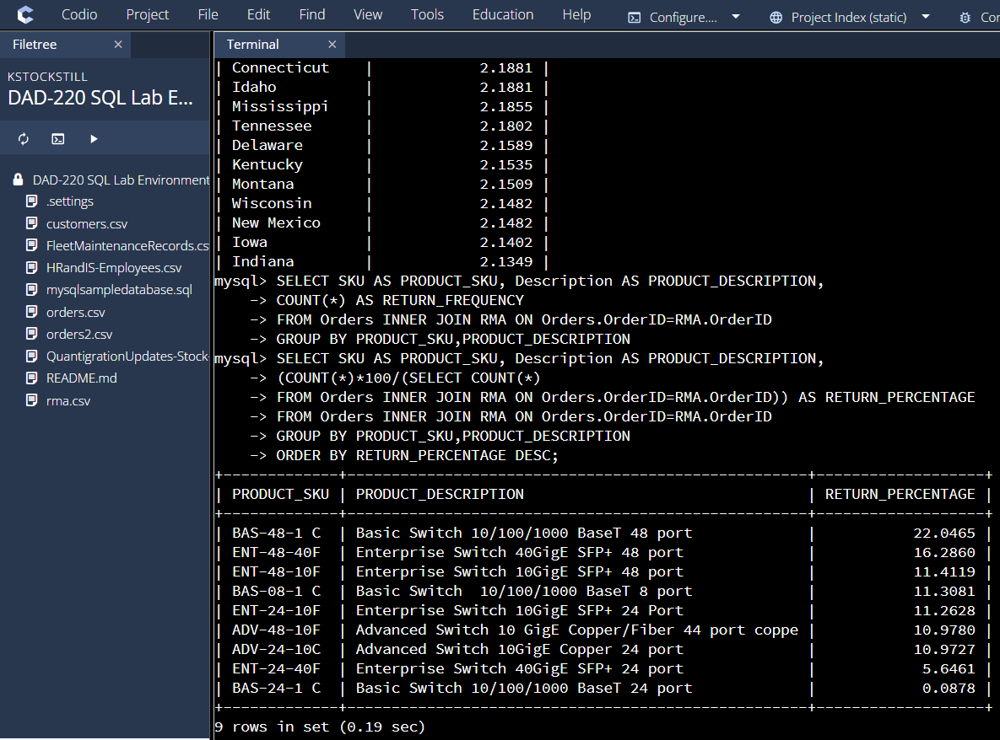 Codio Project File Edit Find View Tools Education Help Configure.... Project Index (static) Con
Filetree ×
Terminal ×
KSTOCKSTILL
DAD-220 SQL Lab E...
DAD-220 SQL Lab Environment
.settings
customers.csv
FleetMaintenanceRecords.cs
HRandIS-Employees.csv
mysqlsampledatabase.sql
orders.csv
orders2.csv
QuantigrationUpdates-Stock-
README.md
rma.csv
| Connecticut    |            2.1881 |
| Idaho          |            2.1881 |
| Mississippi    |            2.1855 |
| Tennessee      |            2.1802 |
| Delaware       |            2.1589 |
| Kentucky       |            2.1535 |
| Montana        |            2.1509 |
| Wisconsin      |            2.1482 |
| New Mexico     |            2.1482 |
| Iowa           |            2.1402 |
| Indiana        |            2.1349 |
mysql> SELECT SKU AS PRODUCT_SKU, Description AS PRODUCT_DESCRIPTION,
    -> COUNT(*) AS RETURN_FREQUENCY
    -> FROM Orders INNER JOIN RMA ON Orders.OrderID=RMA.OrderID
    -> GROUP BY PRODUCT_SKU,PRODUCT_DESCRIPTION
mysql> SELECT SKU AS PRODUCT_SKU, Description AS PRODUCT_DESCRIPTION,
    -> (COUNT(*)*100/(SELECT COUNT(*)
    -> FROM Orders INNER JOIN RMA ON Orders.OrderID=RMA.OrderID)) AS RETURN_PERCENTAGE
    -> FROM Orders INNER JOIN RMA ON Orders.OrderID=RMA.OrderID
    -> GROUP BY PRODUCT_SKU,PRODUCT_DESCRIPTION
    -> ORDER BY RETURN_PERCENTAGE DESC;
+-------------+----------------------------------------------------+-------------------+
| PRODUCT_SKU | PRODUCT_DESCRIPTION                                | RETURN_PERCENTAGE |
+-------------+----------------------------------------------------+-------------------+
| BAS-48-1 C  | Basic Switch 10/100/1000 BaseT 48 port             |           22.0465 |
| ENT-48-40F  | Enterprise Switch 40GigE SFP+ 48 port              |           16.2860 |
| ENT-48-10F  | Enterprise Switch 10GigE SFP+ 48 port              |           11.4119 |
| BAS-08-1 C  | Basic Switch  10/100/1000 BaseT 8 port             |           11.3081 |
| ENT-24-10F  | Enterprise Switch 10GigE SFP+ 24 Port              |           11.2628 |
| ADV-48-10F  | Advanced Switch 10 GigE Copper/Fiber 44 port coppe |           10.9780 |
| ADV-24-10C  | Advanced Switch 10GigE Copper 24 port              |           10.9727 |
| ENT-24-40F  | Enterprise Switch 40GigE SFP+ 24 port              |            5.6461 |
| BAS-24-1 C  | Basic Switch 10/100/1000 BaseT 24 port             |            0.0878 |
+-------------+----------------------------------------------------+-------------------+
9 rows in set (0.19 sec)